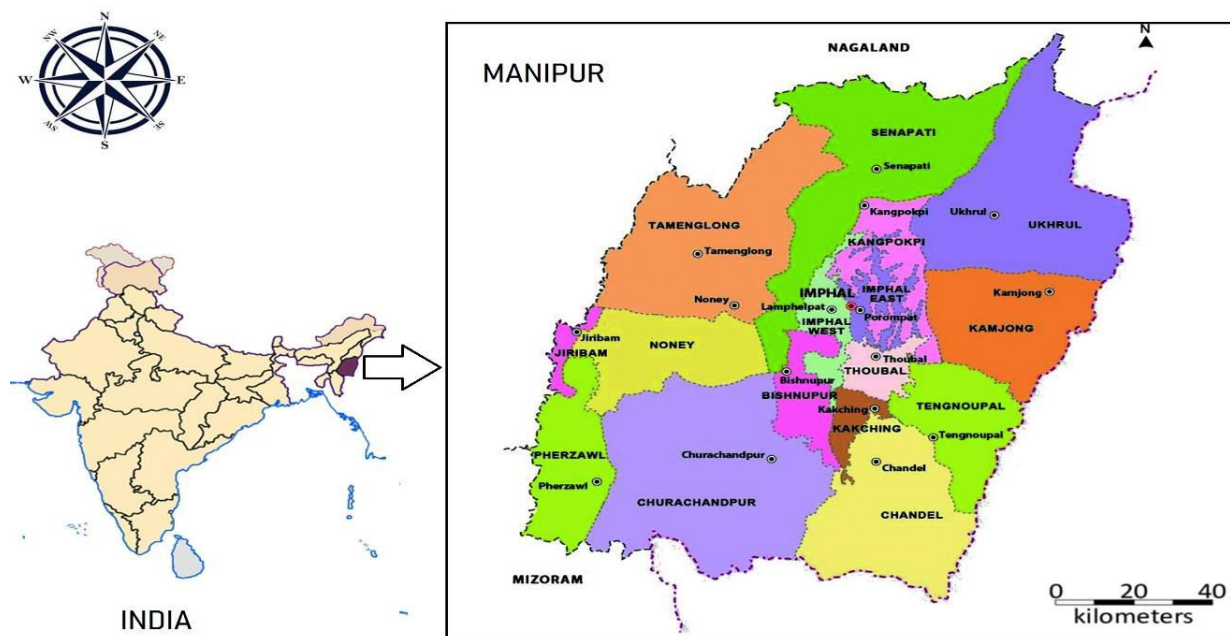 N
NW
NE
W
E
SW
SE
S
INDIA
MANIPUR
NAGALAND
N
SENAPATI
Senapati
Kangpokpi
Ukhrul
UKHRUL
TAMENGLONG
KANGPOKPI
Tamenglong
Noney
IMPHAL
IMPHAL
EAST
Kamjong
Lamphelpat
Porompat
IMPHAL
WEST
KAMJONG
Jiribam
JIRIBAM
NONEY
Thoubal
THOUBAL
Bishnupur
BISHNUPUR
Kakching
KAKCHING
TENGNOUPAL
Tengnoupal
PHERZAWL
Churachandpur
Chandel
Pherzawl
CHURACHANDPUR
CHANDEL
MIZORAM
0 20 40
kilometers